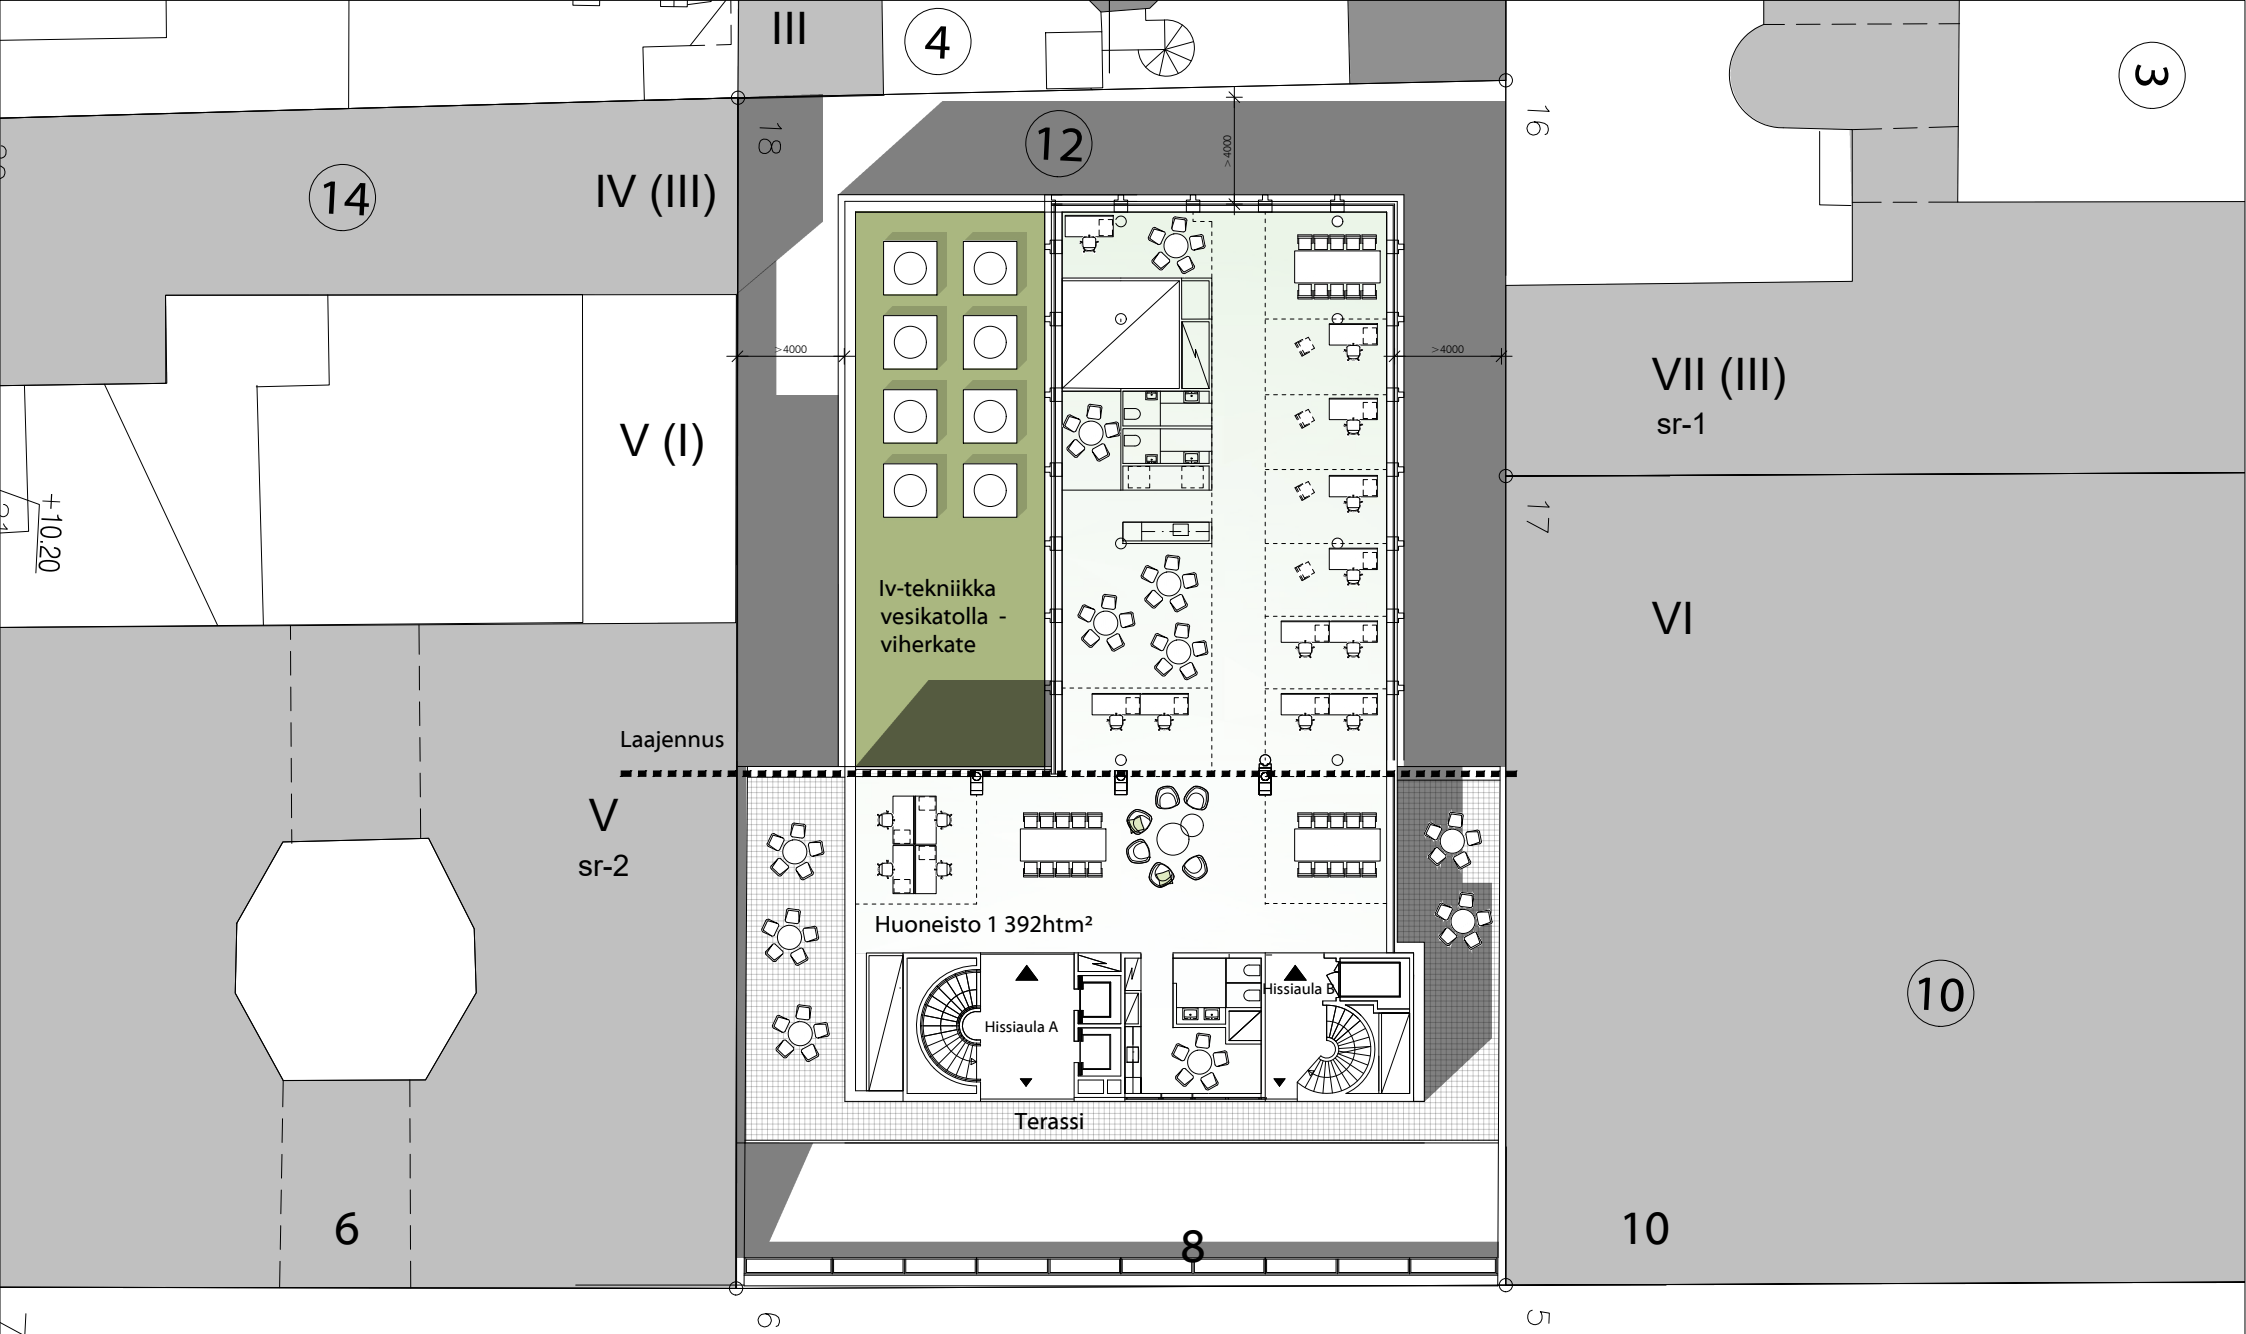 III
4
3
12
18
16
14
IV (III)
>4000
>4000
>4000
VII (III)
sr-1
V (I)
+10.20
17
Iv-tekniikka
vesikatolla -
viherkate
VI
Laajennus
V
sr-2
Huoneisto 1 392htm²
Hissiaula B
Hissiaula A
10
Terassi
6
8
10
6
5